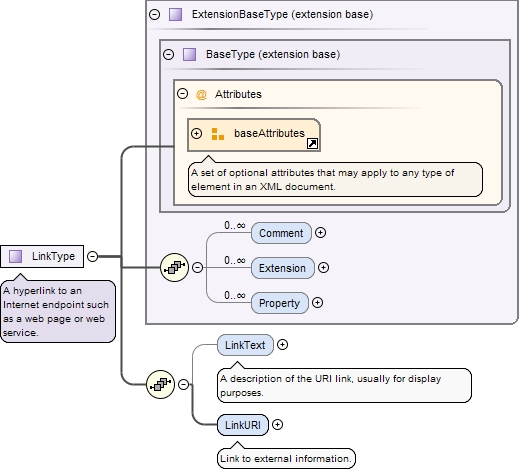 ExtensionBaseType (extension base)
BaseType (extension base)
@ Attributes
baseAttributes
A set of optional attributes that may apply to any type of
element in an XML document.
0..∞
Comment
0..∞
Extension
0..∞
Property
LinkType
A hyperlink to an
Internet endpoint such
as a web page or web
service.
LinkText
A description of the URI link, usually for display
purposes.
LinkURI
Link to external information.